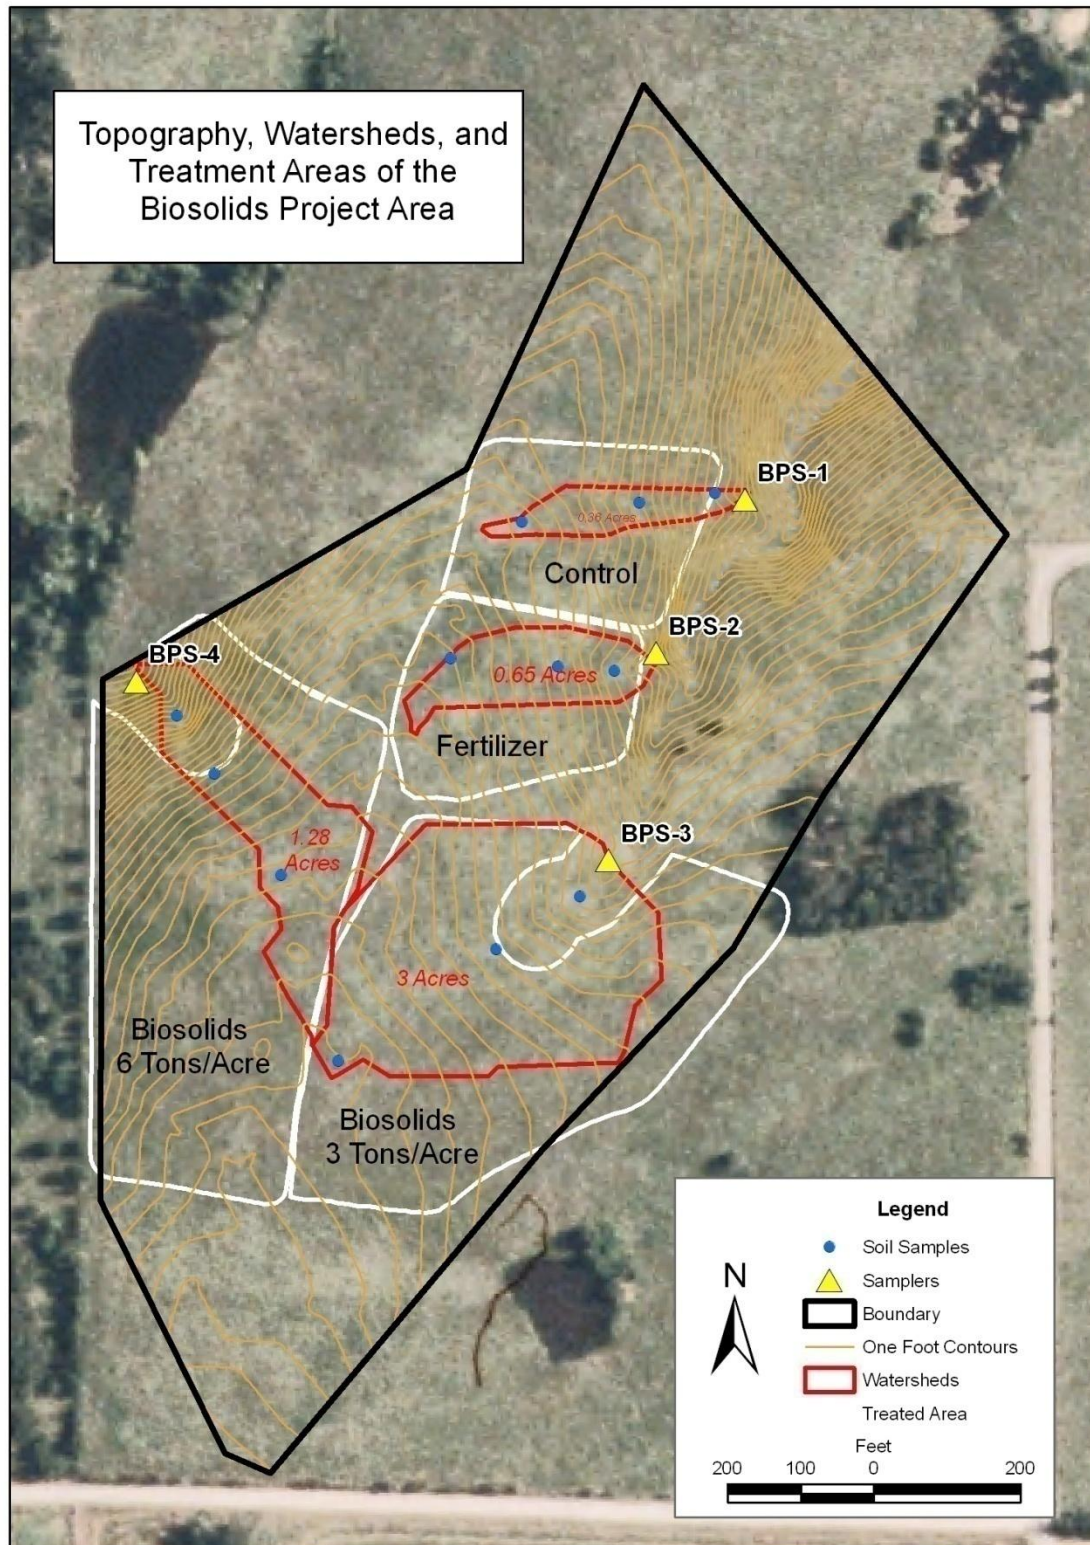 Topography, Watersheds, and
Treatment Areas of the
Biosolids Project Area
BPS-1
0.36 Acres
Control
BPS-2
0.65 Acres
Fertilizer
BPS-4
1.28
Acres
BPS-3
3 Acres
Biosolids
6 Tons/Acre
Biosolids
3 Tons/Acre
Legend
Soil Samples
Samplers
Boundary
One Foot Contours
Watersheds
Treated Area
N
Feet
200 100 0 200